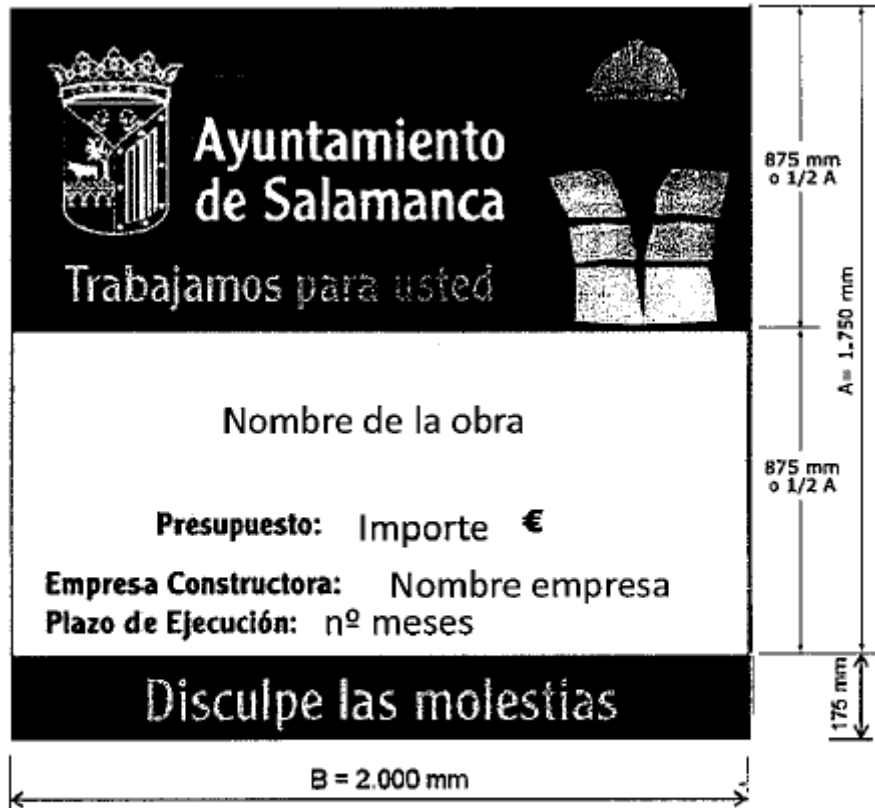 Ayuntamiento
de Salamanca
Trabajamos para usted
Nombre de la obra
Presupuesto: Importe €
Empresa Constructora: Nombre empresa
Plazo de Ejecución: nº meses
Disculpe las molestias
875 mm
o 1/2 A
875 mm
o 1/2 A
A= 1.750 mm
175 mm
B = 2.000 mm